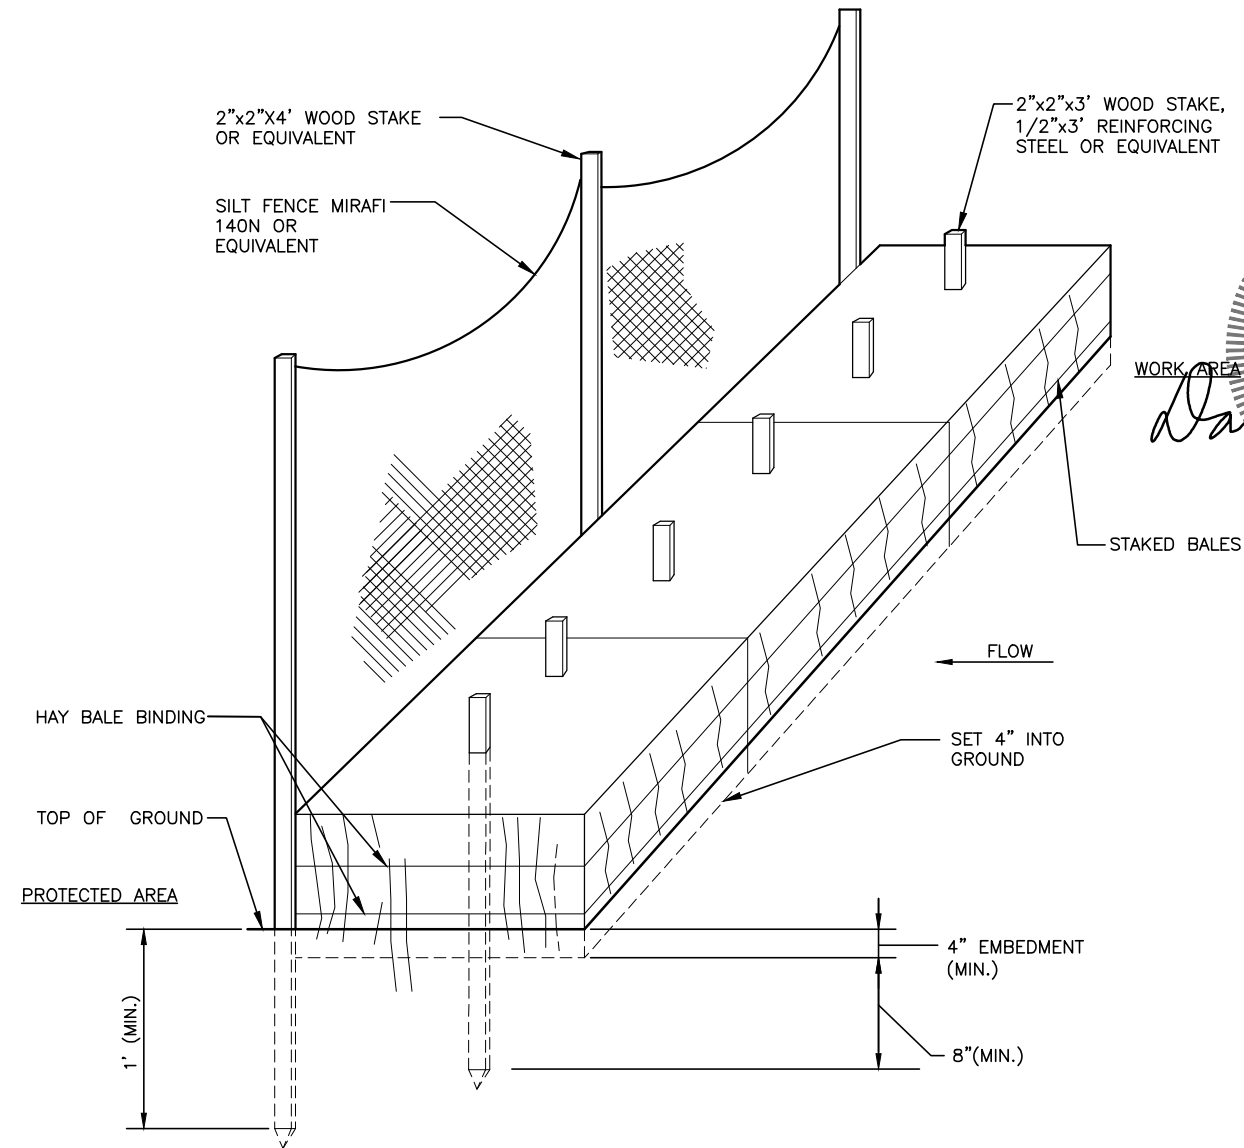 2"x2"X4' WOOD STAKE
OR EQUIVALENT
2"x2"x3' WOOD STAKE,
1/2"x3' REINFORCING
STEEL OR EQUIVALENT
SILT FENCE MIRAFI
140N OR
EQUIVALENT
WORK AREA
STAKED BALES
FLOW
HAY BALE BINDING
SET 4" INTO
GROUND
TOP OF GROUND
PROTECTED AREA
4" EMBEDMENT
(MIN.)
1' (MIN.)
8"(MIN.)